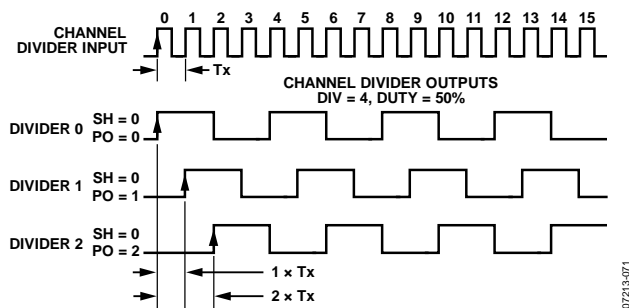 0 1 2 3 4 5 6 7 8 9 10 11 12 13 14 15
CHANNEL
DIVIDER INPUT
Tx
CHANNEL DIVIDER OUTPUTS
DIV = 4, DUTY = 50%
DIVIDER 0
SH = 0
PO = 0
DIVIDER 1
SH = 0
PO = 1
DIVIDER 2
SH = 0
PO = 2
1 × Tx
2 × Tx
07213-071